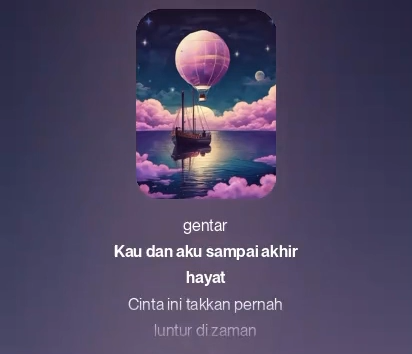 gentar
Kau dan aku sampai akhir
hayat
Cinta ini takkan pernah
luntur di zaman